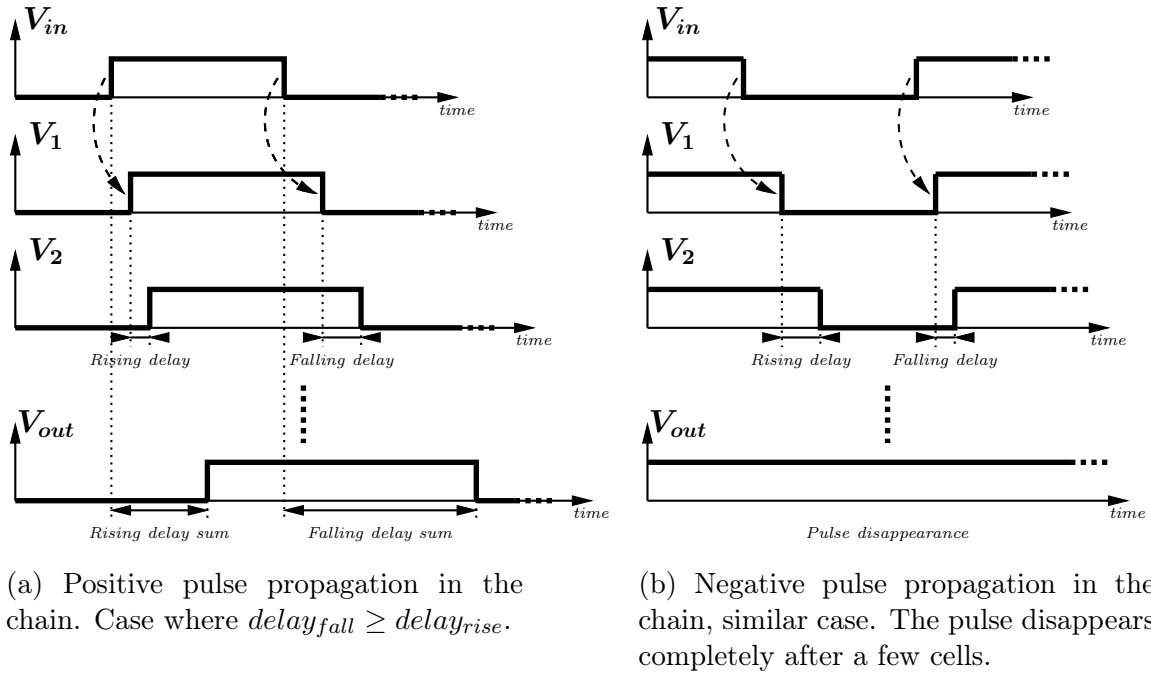 V_in
time
V_1
time
V_2
Rising delay
Falling delay
time
V_out
Rising delay sum
Falling delay sum
time
(a) Positive pulse propagation in the
chain. Case where delay_fall ≥ delay_rise.
V_in
time
V_1
time
V_2
Rising delay
Falling delay
time
V_out
Pulse disappearance
time
(b) Negative pulse propagation in the
chain, similar case. The pulse disappears
completely after a few cells.